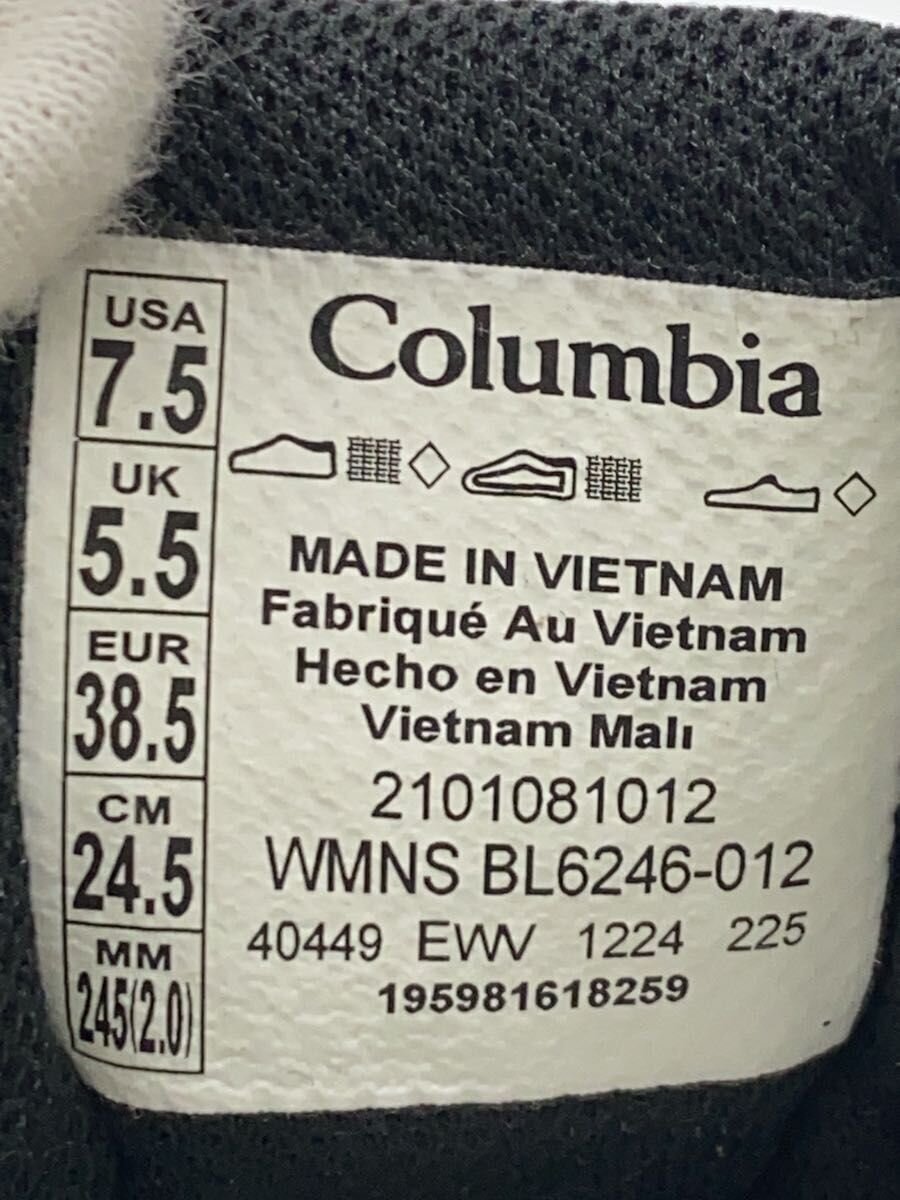 USA
7.5
UK
5.5
EUR
38.5
CM
24.5
MM
245(2.0)
Columbia
MADE IN VIETNAM
Fabriqué Au Vietnam
Hecho en Vietnam
Vietnam Malı
2101081012
WMNS BL6246-012
40449 EWV 1224 225
195981618259